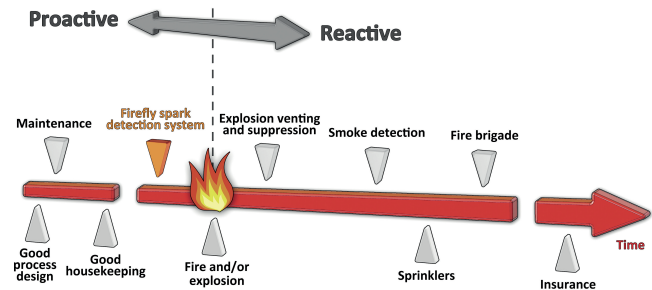 Proactive
Reactive
Maintenance
Firefly spark
detection system
Explosion venting
and suppression
Smoke detection
Fire brigade
Good
process
design
Good
housekeeping
Fire and/or
explosion
Sprinklers
Insurance
Time